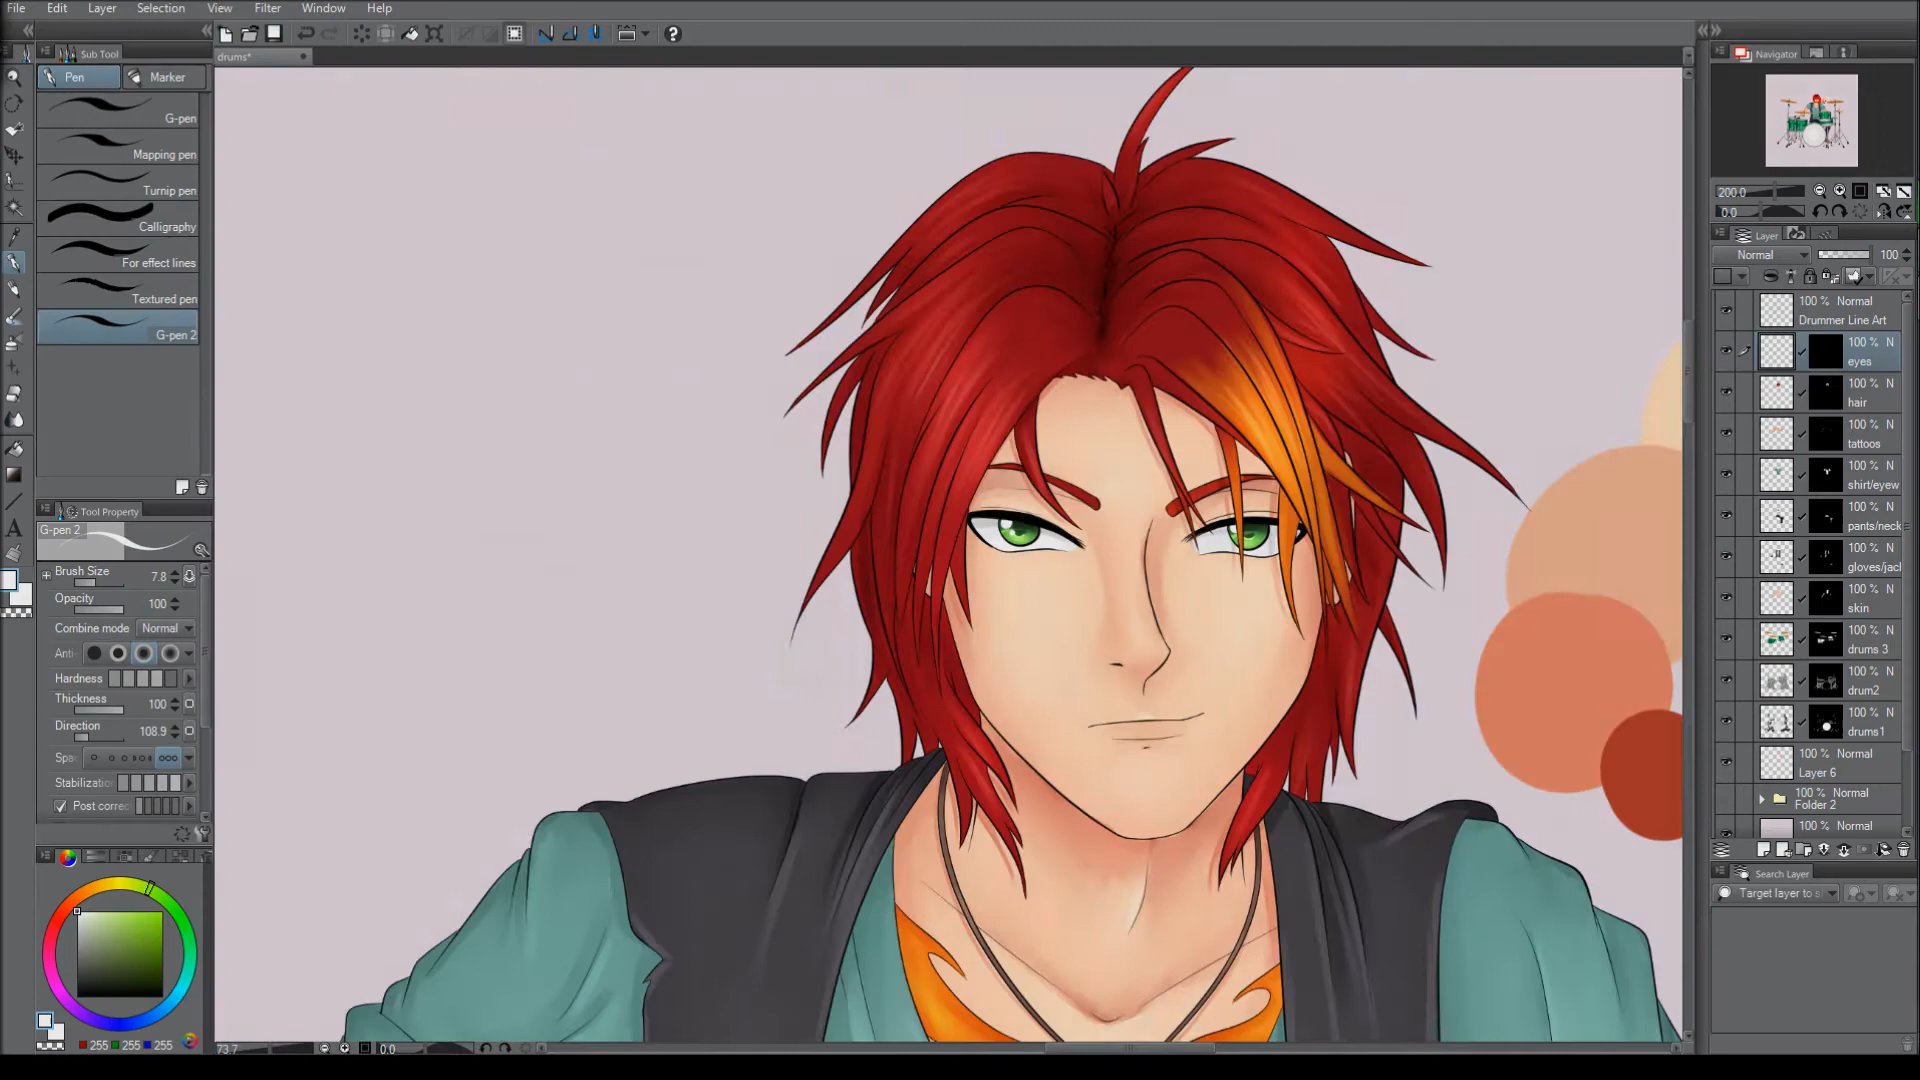 File Edit Layer Selection View Filter Window Help
Sub Tool
drums*
Navigator
Pen Marker
G-pen
Mapping pen
Turnip pen
Calligraphy
For effect lines
Textured pen
G-pen 2
200.0
0.0
Layer
Normal 100
100 % Normal
Drummer Line Art
100 % N
eyes
100 % N
hair
100 % N
tattoos
100 % N
shirt/eyew
100 % N
pants/neck
100 % N
gloves/jacl
100 % N
skin
100 % N
drums 3
100 % N
drum2
100 % N
drums1
100 % Normal
Layer 6
100 % Normal
Folder 2
100 % Normal
Tool Property
G-pen 2
Brush Size 7.8
Opacity 100
Combine mode Normal
Anti-
Hardness
Thickness 100
Direction 108.9
Spac
Stabilization
Post correc
Search Layer
Target layer to s
255 255 255
73.7 0.0